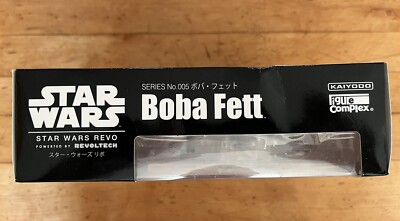 STAR
WARS
STAR WARS REVO
POWERED BY REVOLTECH
スター・ウォーズ リボ
SERIES No.005 ボバ・フェット
Boba Fett
KAIYODO
Figure
Complex